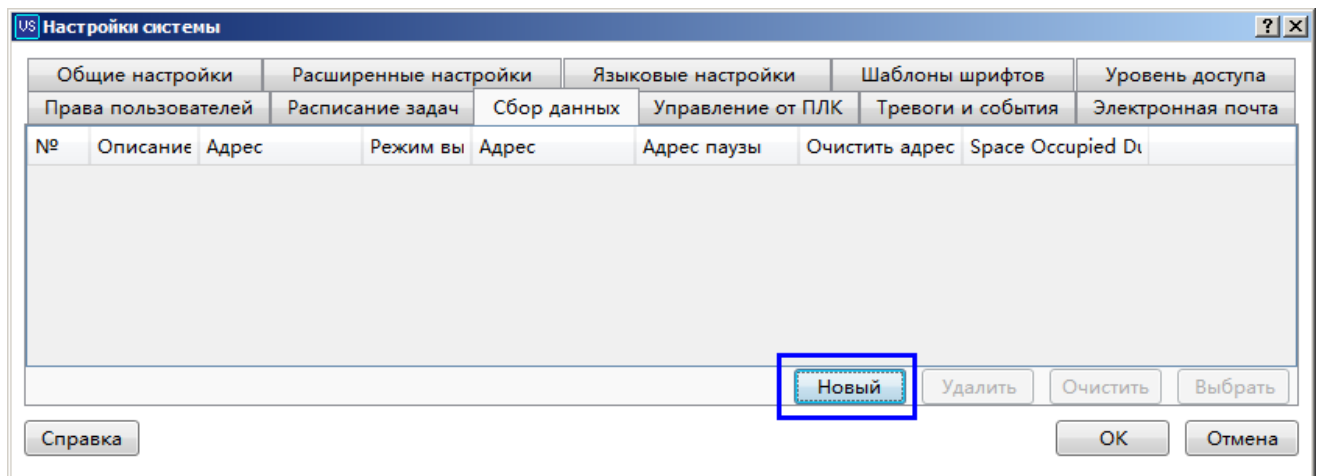 VS Настройки системы ? X
Общие настройки Расширенные настройки Языковые настройки Шаблоны шрифтов Уровень доступа
Права пользователей Расписание задач Сбор данных Управление от ПЛК Тревоги и события Электронная почта
№ Описание Адрес Режим вы Адрес Адрес паузы Очистить адрес Space Occupied Du
Новый Удалить Очистить Выбрать
Справка ОК Отмена